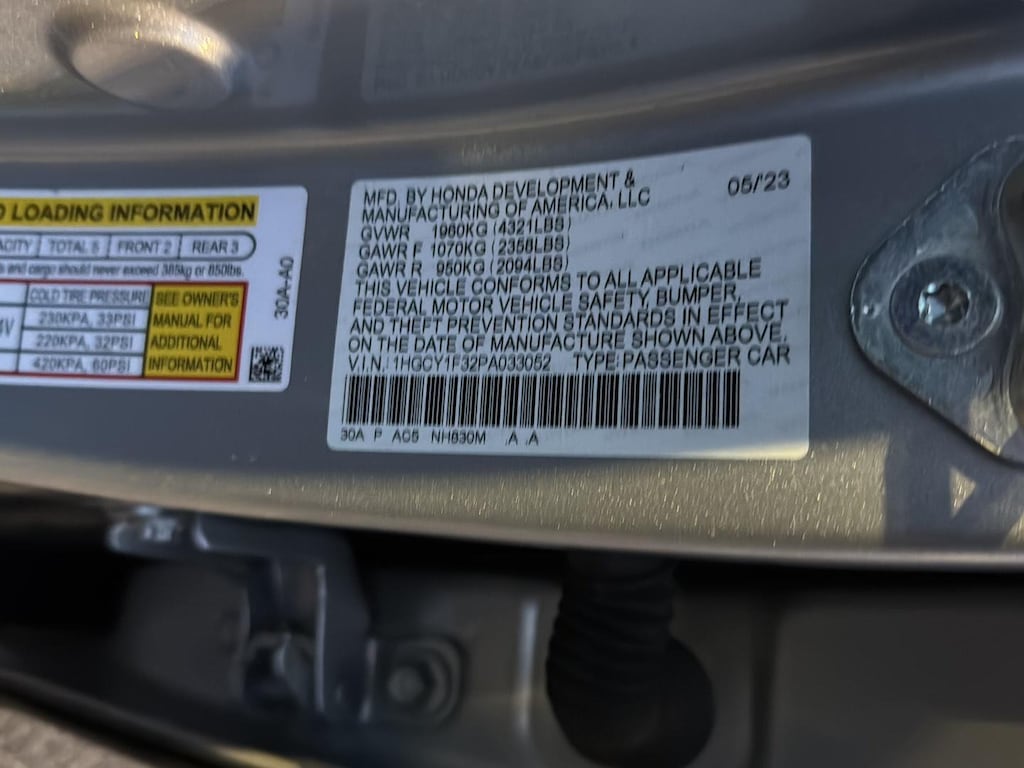 O LOADING INFORMATION
ACITY TOTAL 5 FRONT 2 REAR 3
s and cargo should never exceed 385kg or 850lbs.
COLD TIRE PRESSURE SEE OWNER'S
230KPA, 33PSI MANUAL FOR
220KPA, 32PSI ADDITIONAL
420KPA, 60PSI INFORMATION
30A-A0
MFD. BY HONDA DEVELOPMENT & 05/'23
MANUFACTURING OF AMERICA, LLC
GVWR 1960KG (4321LBS)
GAWR F 1070KG (2358LBS)
GAWR R 950KG (2094LBS)
THIS VEHICLE CONFORMS TO ALL APPLICABLE
FEDERAL MOTOR VEHICLE SAFETY, BUMPER,
AND THEFT PREVENTION STANDARDS IN EFFECT
ON THE DATE OF MANUFACTURE SHOWN ABOVE.
V.I.N. 1HGCY1F32PA033052 TYPE:PASSENGER CAR
30A P AC5 NH830M .A .A